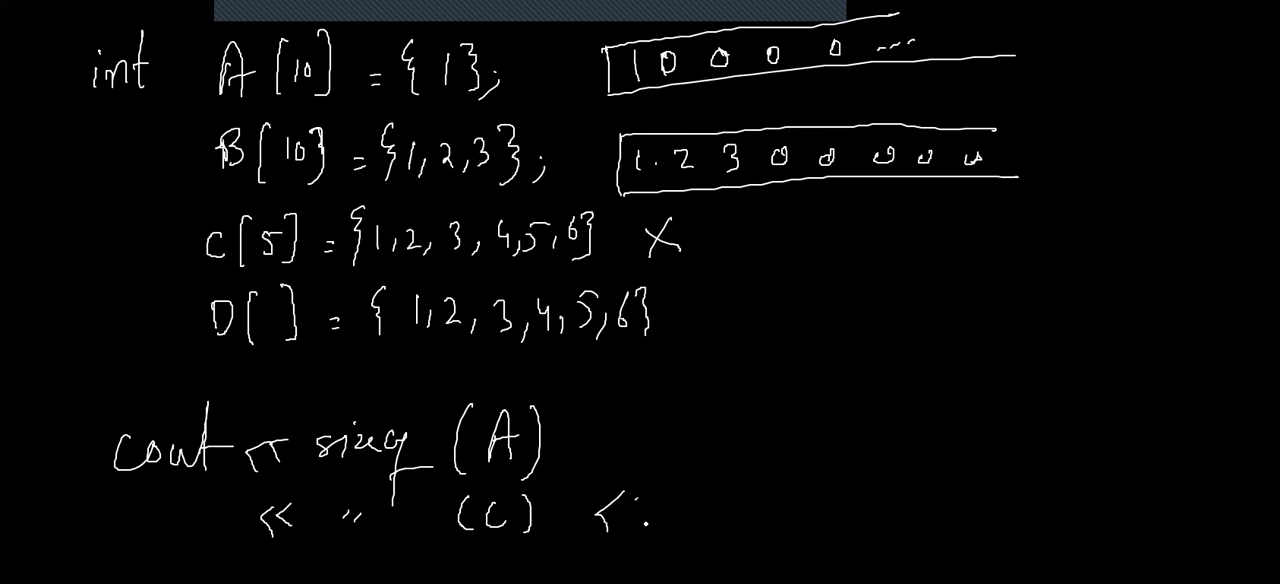 int A[10] = {1}; 1 0 0 0 0 ...
B[10} = {1,2,3}; 1. 2 3 0 0 0 0 0
C[5] = {1,2, 3, 4,5,6} X
D[ ] = { 1,2, 3,4,5,6}
cout << sizeof (A)
<< " (C) <: